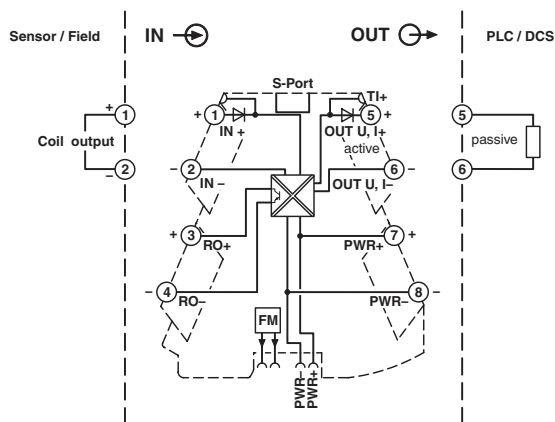 Sensor / Field
IN
OUT
PLC / DCS
S-Port
TI+
+ 1
+ 1
5 +
5
IN +
OUT U, I+
Coil output
active
passive
– 2
– 2
6 –
6
IN –
OUT U, I–
+ 3
7 +
RO+
PWR+
– 4
8 –
RO–
PWR–
FM
PWR–
PWR+